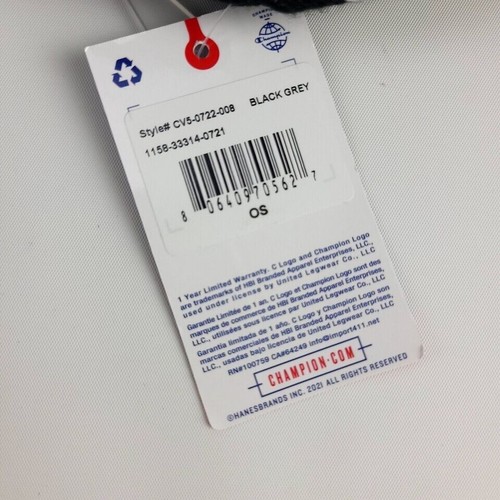 Champion
Style# CV5-0722-008 BLACK GREY
1158-33314-0721
8 0640970562 7
OS
1 Year Limited Warranty. C Logo and Champion Logo
are trademarks of HBI Branded Apparel Enterprises, LLC.,
used under license by United Legwear Co., LLC.
Garantie Limitée de 1 an. C Logo et Champion Logo sont des
marques de commerce de HBI Branded Apparel Enterprises,
LLC., utilisées sous licence par United Legwear Co., LLC.
Garantía limitada de 1 año. C Logo y Champion Logo son
marcas comerciales de HBI Branded Apparel Enterprises,
LLC., usadas bajo licencia de United Legwear Co., LLC.
RN#100759 CA#64249 info@import411.net
CHAMPION.COM
©HANESBRANDS INC. 2021 ALL RIGHTS RESERVED